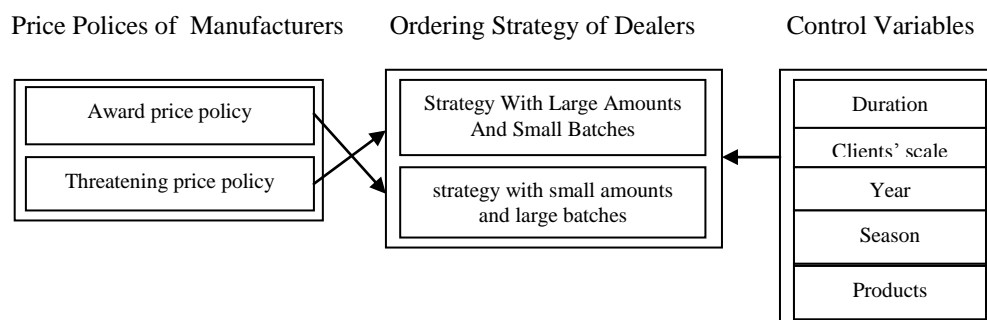 Price Polices of Manufacturers
Ordering Strategy of Dealers
Control Variables
Award price policy
Threatening price policy
Strategy With Large Amounts
And Small Batches
strategy with small amounts
and large batches
Duration
Clients' scale
Year
Season
Products